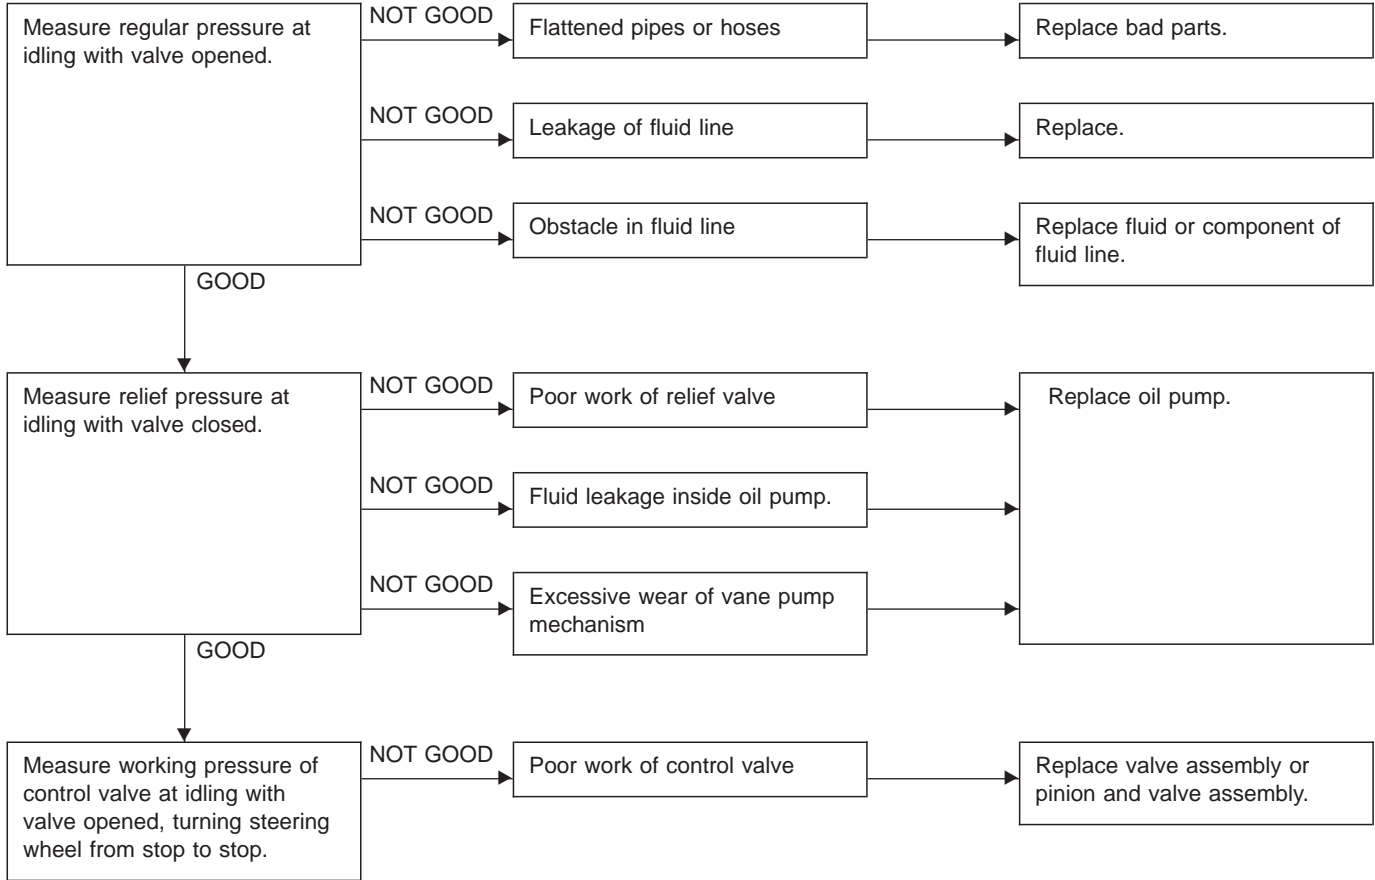 Measure regular pressure at
idling with valve opened.
NOT GOOD
Flattened pipes or hoses
Replace bad parts.
NOT GOOD
Leakage of fluid line
Replace.
NOT GOOD
Obstacle in fluid line
Replace fluid or component of
fluid line.
GOOD
Measure relief pressure at
idling with valve closed.
NOT GOOD
Poor work of relief valve
Replace oil pump.
NOT GOOD
Fluid leakage inside oil pump.
NOT GOOD
Excessive wear of vane pump
mechanism
GOOD
Measure working pressure of
control valve at idling with
valve opened, turning steering
wheel from stop to stop.
NOT GOOD
Poor work of control valve
Replace valve assembly or
pinion and valve assembly.